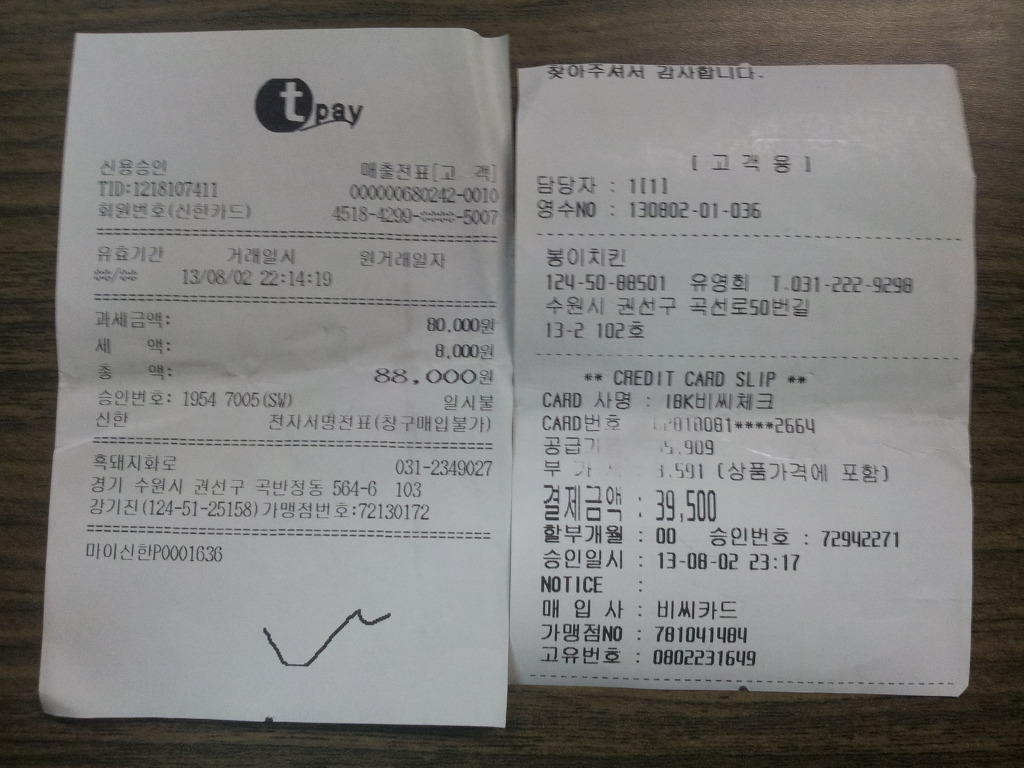 tpay
신용승인 매출전표[고 객]
TID:1218107411 000000680242-0010
회원번호(신한카드) 4518-4299-****-5007
유효기간 거래일시 원거래일자
**/** 13/08/02 22:14:19
과세금액: 80,000원
세 액: 8,000원
총 액: 88,000원
승인번호: 1954 7005(SW) 일시불
신한 전자서명전표(창구매입불가)
흑돼지화로 031-2349027
경기 수원시 권선구 곡반정동 564-6 103
강기진(124-51-25158)가맹점번호:72130172
마이신한P0001636
찾아주셔서 감사합니다.
[ 고 객 용 ]
담당자 : 1[1]
영수NO : 130802-01-036
봉이치킨
124-50-88501 유영희 T.031-222-9298
수원시 권선구 곡선로50번길
13-2 102호
** CREDIT CARD SLIP **
CARD 사명 : IBK비씨체크
CARD번호 ****2664
공급가 5,909
부 가 ,591 (상품가격에 포함)
결제금액 : 39,500
할부개월 : 00 승인번호 : 72942271
승인일시 : 13-08-02 23:17
NOTICE :
매 입 사 : 비씨카드
가맹점NO : 781041484
고유번호 : 0802231649